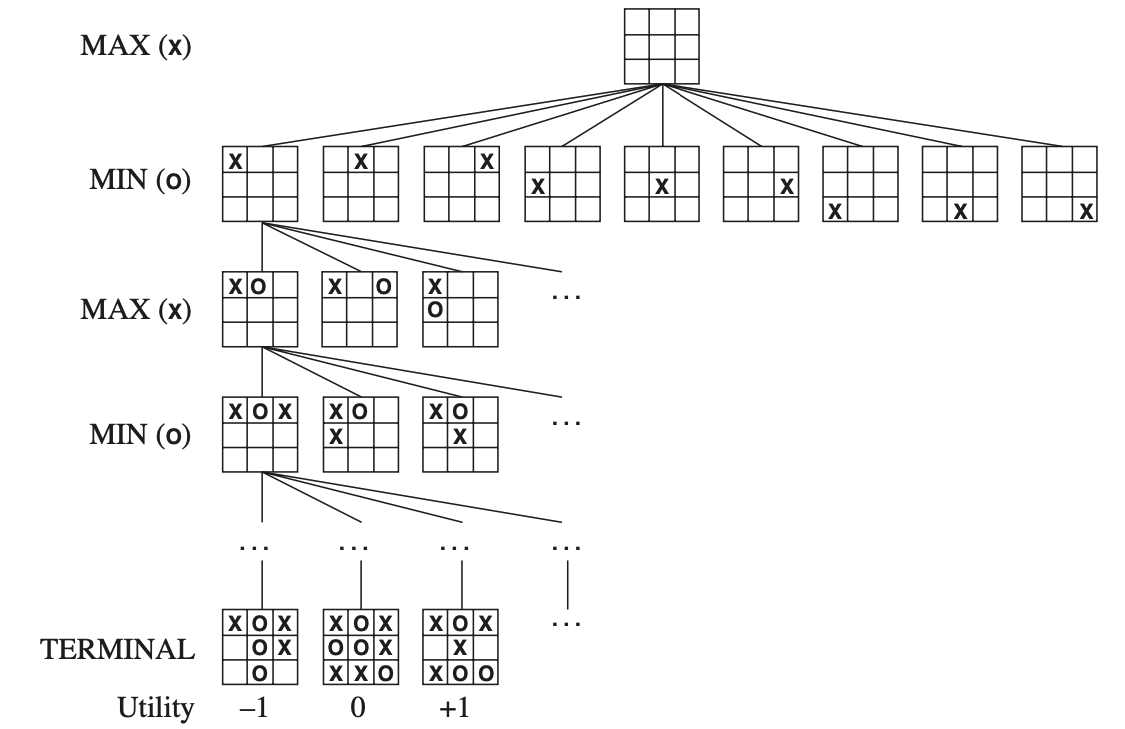 MAX (x)
MIN (o)
X X X X X X X X X
MAX (x)
X O X O X
O
...
MIN (o)
X O X X O X O
X X
...
... ... ... ...
TERMINAL
X O X X O X X O X
O X O O X X
O X X O X O O
...
Utility –1 0 +1